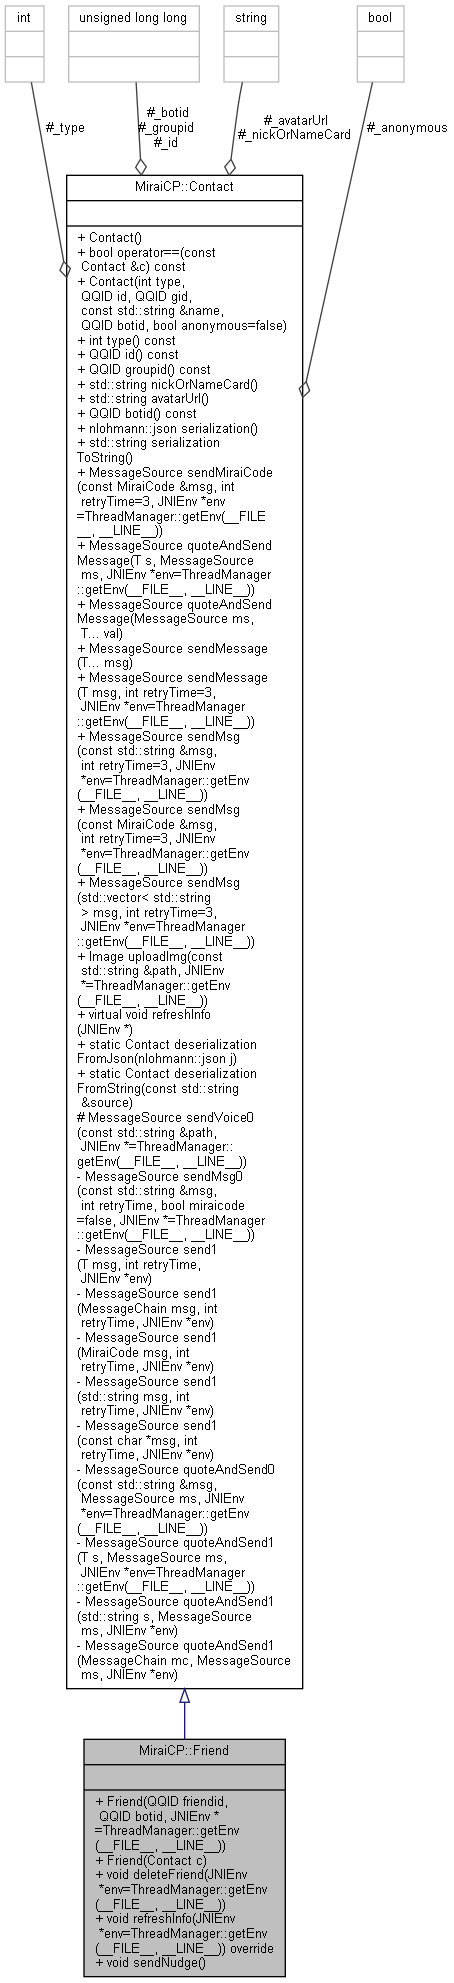 int
unsigned long long
string
bool
#_type
#_botid
#_groupid
#_id
#_avatarUrl
#_nickOrNameCard
#_anonymous
MiraiCP::Contact
+ Contact()
+ bool operator==(const
Contact &c) const
+ Contact(int type,
QQID id, QQID gid,
const std::string &name,
QQID botid, bool anonymous=false)
+ int type() const
+ QQID id() const
+ QQID groupid() const
+ std::string nickOrNameCard()
+ std::string avatarUrl()
+ QQID botid() const
+ nlohmann::json serialization()
+ std::string serialization
ToString()
+ MessageSource sendMiraiCode
(const MiraiCode &msg, int
retryTime=3, JNIEnv *env
=ThreadManager::getEnv(__FILE
__, __LINE__))
+ MessageSource quoteAndSend
Message(T s, MessageSource
ms, JNIEnv *env=ThreadManager
::getEnv(__FILE__, __LINE__))
+ MessageSource quoteAndSend
Message(MessageSource ms,
T... val)
+ MessageSource sendMessage
(T... msg)
+ MessageSource sendMessage
(T msg, int retryTime=3,
JNIEnv *env=ThreadManager
::getEnv(__FILE__, __LINE__))
+ MessageSource sendMsg
(const std::string &msg,
int retryTime=3, JNIEnv
*env=ThreadManager::getEnv
(__FILE__, __LINE__))
+ MessageSource sendMsg
(const MiraiCode &msg,
int retryTime=3, JNIEnv
*env=ThreadManager::getEnv
(__FILE__, __LINE__))
+ MessageSource sendMsg
(std::vector< std::string
> msg, int retryTime=3,
JNIEnv *env=ThreadManager
::getEnv(__FILE__, __LINE__))
+ Image uploadImg(const
std::string &path, JNIEnv
*=ThreadManager::getEnv
(__FILE__, __LINE__))
+ virtual void refreshInfo
(JNIEnv *)
+ static Contact deserialization
FromJson(nlohmann::json j)
+ static Contact deserialization
FromString(const std::string
&source)
# MessageSource sendVoice0
(const std::string &path,
JNIEnv *=ThreadManager::
getEnv(__FILE__, __LINE__))
- MessageSource sendMsg0
(const std::string &msg,
int retryTime, bool miraicode
=false, JNIEnv *=ThreadManager
::getEnv(__FILE__, __LINE__))
- MessageSource send1
(T msg, int retryTime,
JNIEnv *env)
- MessageSource send1
(MessageChain msg, int
retryTime, JNIEnv *env)
- MessageSource send1
(MiraiCode msg, int
retryTime, JNIEnv *env)
- MessageSource send1
(std::string msg, int
retryTime, JNIEnv *env)
- MessageSource send1
(const char *msg, int
retryTime, JNIEnv *env)
- MessageSource quoteAndSend0
(const std::string &msg,
MessageSource ms, JNIEnv
*env=ThreadManager::getEnv
(__FILE__, __LINE__))
- MessageSource quoteAndSend1
(T s, MessageSource ms,
JNIEnv *env=ThreadManager
::getEnv(__FILE__, __LINE__))
- MessageSource quoteAndSend1
(std::string s, MessageSource
ms, JNIEnv *env)
- MessageSource quoteAndSend1
(MessageChain mc, MessageSource
ms, JNIEnv *env)
MiraiCP::Friend
+ Friend(QQID friendid,
QQID botid, JNIEnv *
=ThreadManager::getEnv
(__FILE__, __LINE__))
+ Friend(Contact c)
+ void deleteFriend(JNIEnv
*env=ThreadManager::getEnv
(__FILE__, __LINE__))
+ void refreshInfo(JNIEnv
*env=ThreadManager::getEnv
(__FILE__, __LINE__)) override
+ void sendNudge()